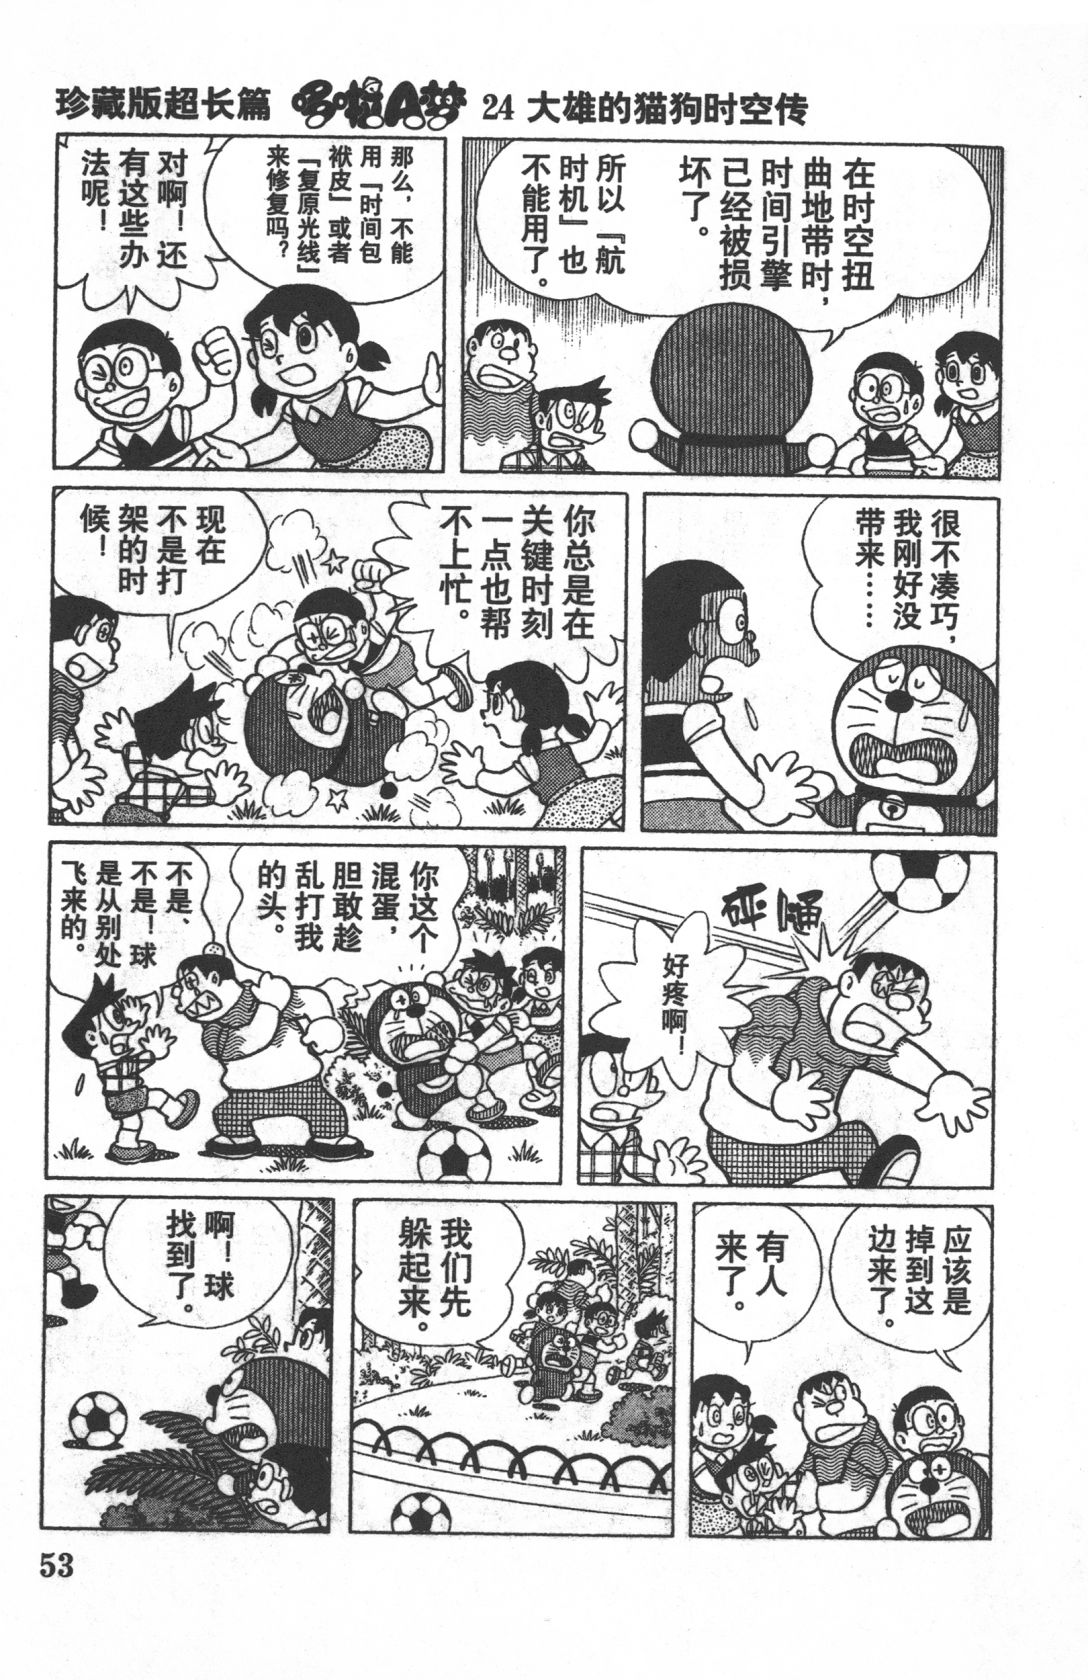 珍藏版超长篇 哆啦A梦 24 大雄的猫狗时空传
在时空扭
曲地带时，
时间引擎
已经被损
坏了。
所以『航
时机』也
不能用了。
那么，不能
用『时间包
袱皮』或者
『复原光线』
来修复吗？
对啊！还
有这些办
法呢！
很不凑巧，
我刚好没
带来……
你总是在
关键时刻
一点也帮
不上忙。
现在
不是打
架的时
候！
砰嗵
好疼啊！
你这个
混蛋，
胆敢趁
乱打我
的头。
不是、
不是！球
是从别处
飞来的。
应该是
掉到这
边来了。
有人
来了。
我们先
躲起来。
啊！球
找到了。
53